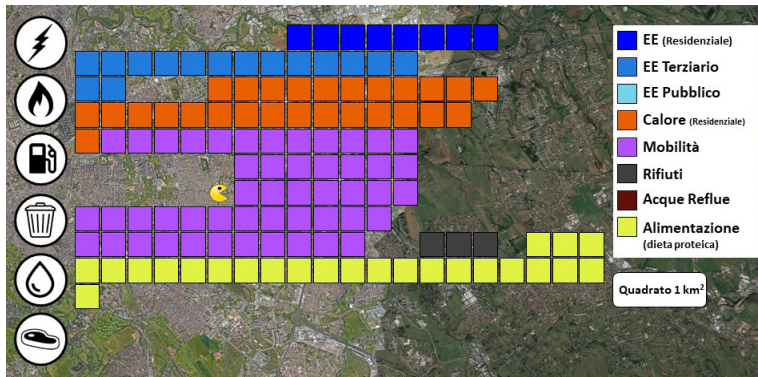 EE (Residenziale)
EE Terziario
EE Pubblico
Calore (Residenziale)
Mobilità
Rifiuti
Acque Reflue
Alimentazione
(dieta proteica)
Quadrato 1 km²